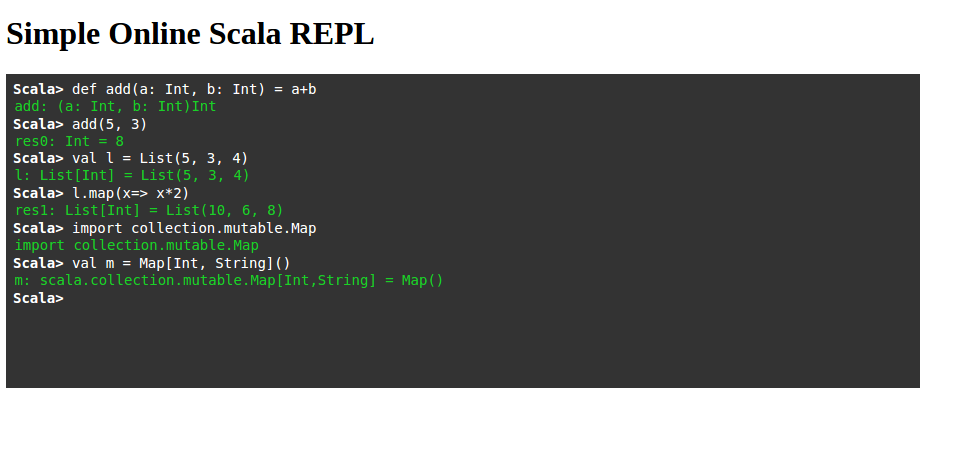 Simple Online Scala REPL
Scala> def add(a: Int, b: Int) = a+b
add: (a: Int, b: Int)Int
Scala> add(5, 3)
res0: Int = 8
Scala> val l = List(5, 3, 4)
l: List[Int] = List(5, 3, 4)
Scala> l.map(x=> x*2)
res1: List[Int] = List(10, 6, 8)
Scala> import collection.mutable.Map
import collection.mutable.Map
Scala> val m = Map[Int, String]()
m: scala.collection.mutable.Map[Int,String] = Map()
Scala>